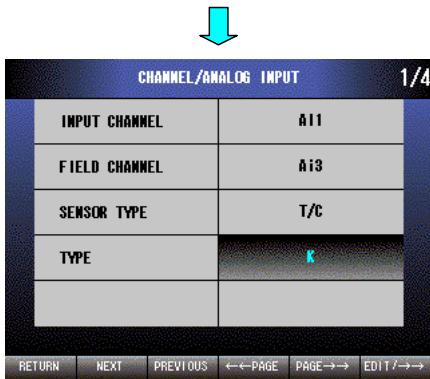 CHANNEL/ANALOG INPUT 1/4
INPUT CHANNEL AI1
FIELD CHANNEL Ai3
SENSOR TYPE T/C
TYPE K
RETURN NEXT PREVIOUS ←←PAGE PAGE→→ EDIT/→→